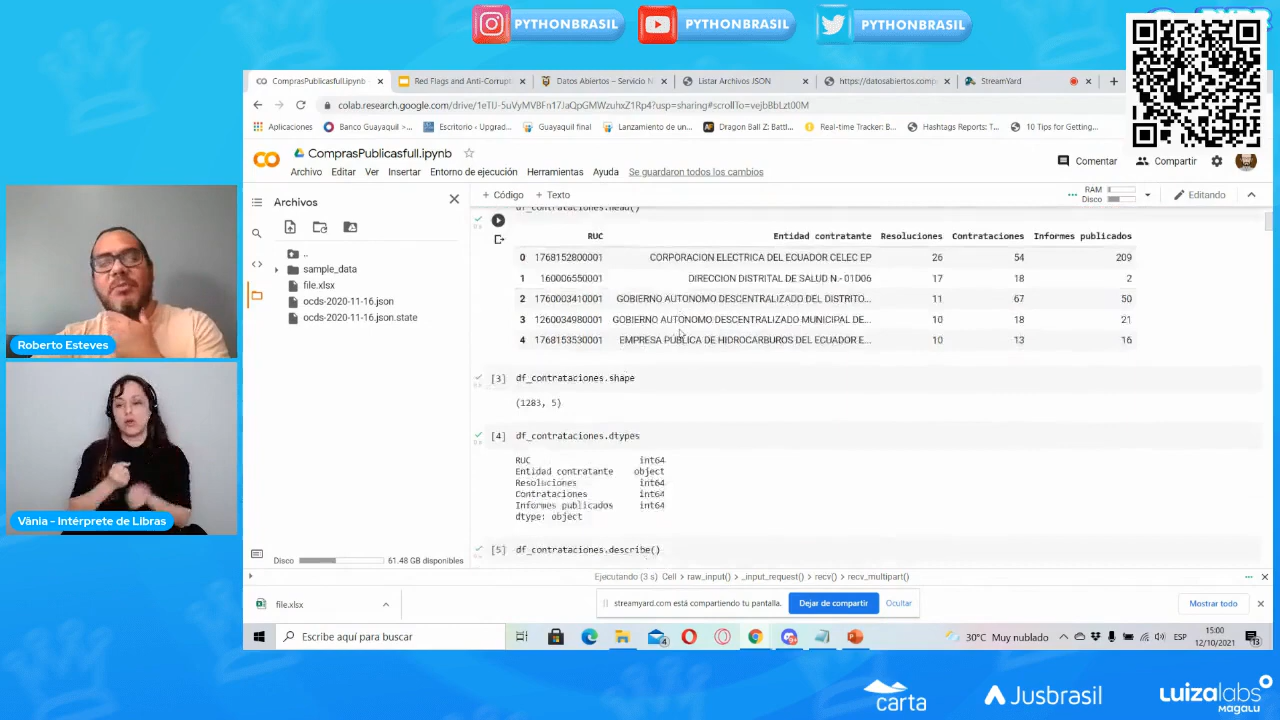 PYTHONBRASIL
PYTHONBRASIL
PYTHONBRASIL
ComprasPublicasfull.ipynb
Red Flags and Anti-Corrupt
Datos Abiertos – Servicio N
Listar Archivos JSON
https://datosabiertos.comp
StreamYard
colab.research.google.com/drive/1eTlJ-5uVyMVBFn17JaQpGMWzuhxZ1Rp4?usp=sharing#scrollTo=vejbBbLzt00M
Aplicaciones
Banco Guayaquil >...
Escritorio ‹ Upgrad...
Guayaquil final
Lanzamiento de un...
Dragon Ball Z: Battl...
Real-time Tracker: B...
Hashtags Reports: T...
10 Tips for Getting...
ComprasPublicasfull.ipynb
Comentar
Compartir
Archivo Editar Ver Insertar Entorno de ejecución Herramientas Ayuda Se guardaron todos los cambios
Archivos
+ Código + Texto
RAM
Disco
Editando
..
sample_data
file.xlsx
ocds-2020-11-16.json
ocds-2020-11-16.json.state
df_contrataciones.head()
RUC Entidad contratante Resoluciones Contrataciones Informes publicados
0 1768152800001 CORPORACION ELECTRICA DEL ECUADOR CELEC EP 26 54 209
1 160006550001 DIRECCION DISTRITAL DE SALUD N.- 01D06 17 18 2
2 1760003410001 GOBIERNO AUTONOMO DESCENTRALIZADO DEL DISTRITO... 11 67 50
3 1260034980001 GOBIERNO AUTONOMO DESCENTRALIZADO MUNICIPAL DE... 10 18 21
4 1768153530001 EMPRESA PÚBLICA DE HIDROCARBUROS DEL ECUADOR E... 10 13 16
[3] df_contrataciones.shape
(1283, 5)
[4] df_contrataciones.dtypes
RUC int64
Entidad contratante object
Resoluciones int64
Contrataciones int64
Informes publicados int64
dtype: object
[5] df_contrataciones.describe()
Disco
61.48 GB disponibles
Ejecutando (3 s) Cell > raw_input() > _input_request() > recv() > recv_multipart()
file.xlsx
streamyard.com está compartiendo tu pantalla.
Dejar de compartir
Ocultar
Mostrar todo
Escribe aquí para buscar
4
30°C Muy nublado
ESP
15:00
12/10/2021
13
Roberto Esteves
Vânia - Intérprete de Libras
carta
Jusbrasil
luizalabs
MAGALU